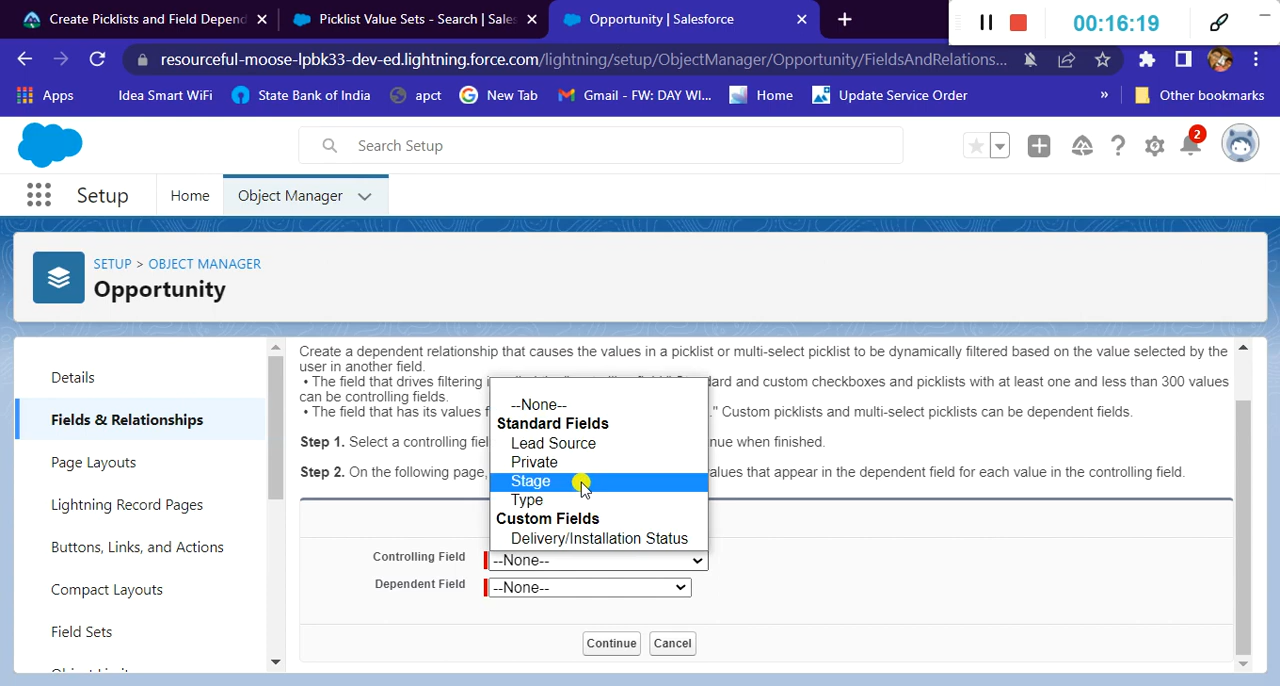 Create Picklists and Field Depend
Picklist Value Sets - Search | Sales
Opportunity | Salesforce
00:16:19
resourceful-moose-lpbk33-dev-ed.lightning.force.com/lightning/setup/ObjectManager/Opportunity/FieldsAndRelations...
Apps
Idea Smart WiFi
State Bank of India
apct
New Tab
Gmail - FW: DAY WI...
Home
Update Service Order
»
Other bookmarks
Search Setup
2
Setup
Home
Object Manager
SETUP > OBJECT MANAGER
Opportunity
Details
Fields & Relationships
Page Layouts
Lightning Record Pages
Buttons, Links, and Actions
Compact Layouts
Field Sets
Create a dependent relationship that causes the values in a picklist or multi-select picklist to be dynamically filtered based on the value selected by the
user in another field.
• The field that drives filtering i ard and custom checkboxes and picklists with at least one and less than 300 values
can be controlling fields.
• The field that has its values f ." Custom picklists and multi-select picklists can be dependent fields.
Step 1. Select a controlling fiel nue when finished.
Step 2. On the following page, alues that appear in the dependent field for each value in the controlling field.
--None--
Standard Fields
Lead Source
Private
Stage
Type
Custom Fields
Delivery/Installation Status
Controlling Field --None--
Dependent Field --None--
Continue Cancel